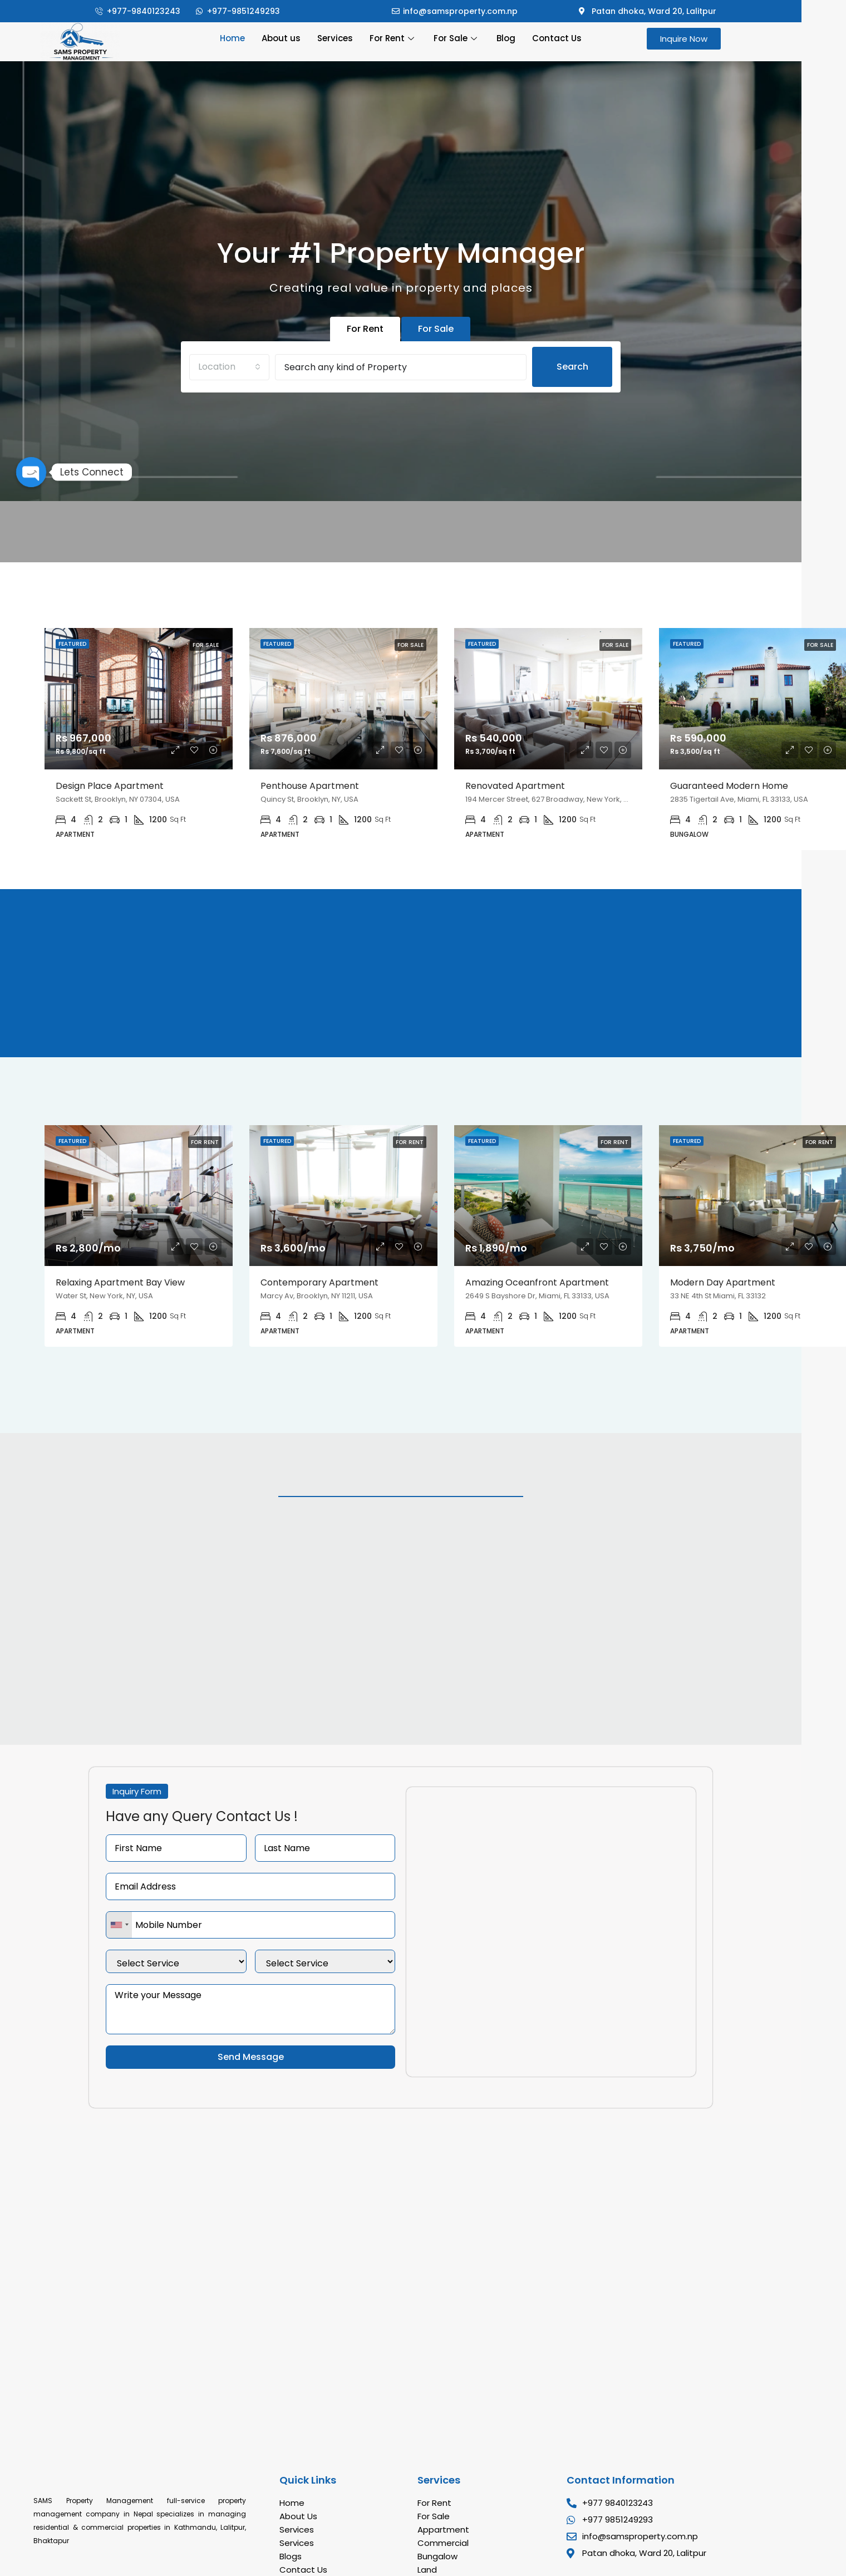 +977-9840123243 +977-9851249293 info@samsproperty.com.np Patan dhoka, Ward 20, Lalitpur
SAMS PROPERTY
MANAGEMENT
Home About us Services For Rent For Sale Blog Contact Us Inquire Now
Your #1 Property Manager
Creating real value in property and places
For Rent For Sale
Location Search any kind of Property Search
Lets Connect
FEATURED FOR SALE FEATURED FOR SALE FEATURED FOR SALE FEATURED FOR SALE
Rs 967,000 Rs 876,000 Rs 540,000 Rs 590,000
Rs 9,800/sq ft Rs 7,600/sq ft Rs 3,700/sq ft Rs 3,500/sq ft
Design Place Apartment Penthouse Apartment Renovated Apartment Guaranteed Modern Home
Sackett St, Brooklyn, NY 07304, USA Quincy St, Brooklyn, NY, USA 194 Mercer Street, 627 Broadway, New York, ... 2835 Tigertail Ave, Miami, FL 33133, USA
4 2 1 1200 Sq Ft 4 2 1 1200 Sq Ft 4 2 1 1200 Sq Ft 4 2 1 1200 Sq Ft
APARTMENT APARTMENT APARTMENT BUNGALOW
FEATURED FOR RENT FEATURED FOR RENT FEATURED FOR RENT FEATURED FOR RENT
Rs 2,800/mo Rs 3,600/mo Rs 1,890/mo Rs 3,750/mo
Relaxing Apartment Bay View Contemporary Apartment Amazing Oceanfront Apartment Modern Day Apartment
Water St, New York, NY, USA Marcy Av, Brooklyn, NY 11211, USA 2649 S Bayshore Dr, Miami, FL 33133, USA 33 NE 4th St Miami, FL 33132
4 2 1 1200 Sq Ft 4 2 1 1200 Sq Ft 4 2 1 1200 Sq Ft 4 2 1 1200 Sq Ft
APARTMENT APARTMENT APARTMENT APARTMENT
Inquiry Form
Have any Query Contact Us !
First Name Last Name
Email Address
Mobile Number
Select Service Select Service
Write your Message
Send Message
SAMS Property Management full-service property
management company in Nepal specializes in managing
residential & commercial properties in Kathmandu, Lalitpur,
Bhaktapur
Quick Links
Home
About Us
Services
Services
Blogs
Contact Us
Services
For Rent
For Sale
Appartment
Commercial
Bungalow
Land
Contact Information
+977 9840123243
+977 9851249293
info@samsproperty.com.np
Patan dhoka, Ward 20, Lalitpur